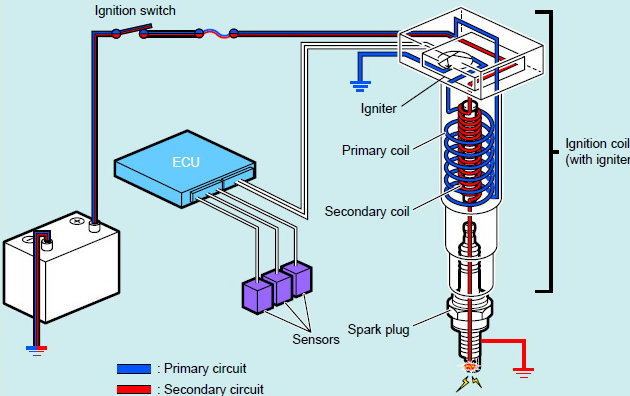 Ignition switch
Igniter
ECU
Primary coil
Ignition coil
(with igniter
Secondary coil
Sensors
Spark plug
: Primary circuit
: Secondary circuit